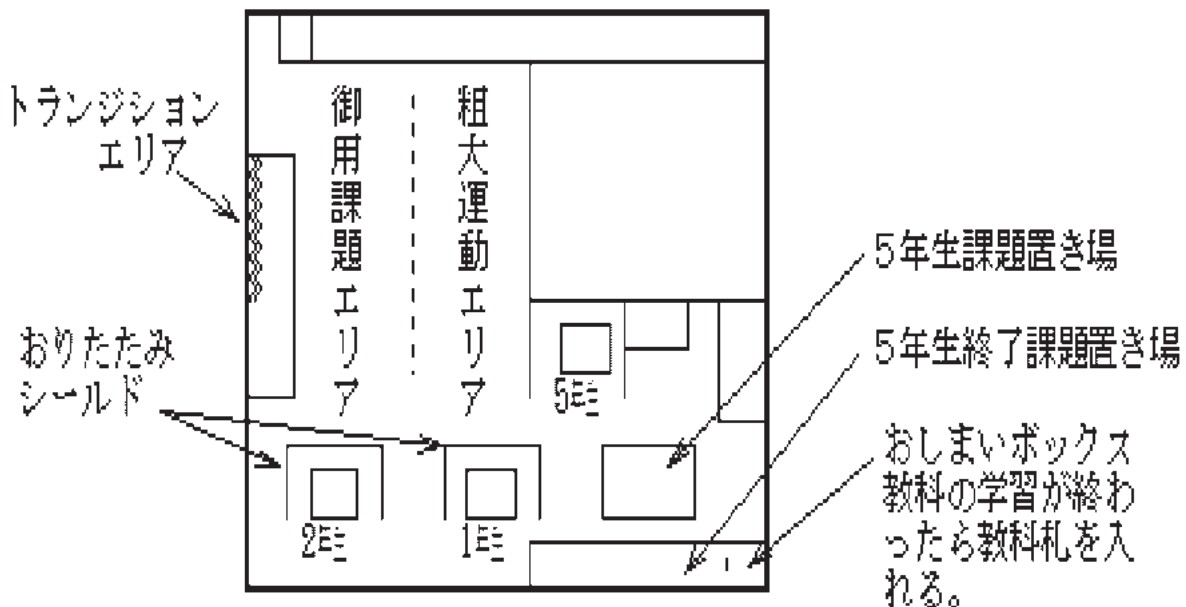 トランジション
エリア
御用課題エリア
粗大運動エリア
5年生課題置き場
5年生終了課題置き場
おりたたみ
シールド
5年生
おしまいボックス
教科の学習が終わ
ったら教科札を入
れる。
2年生
1年生